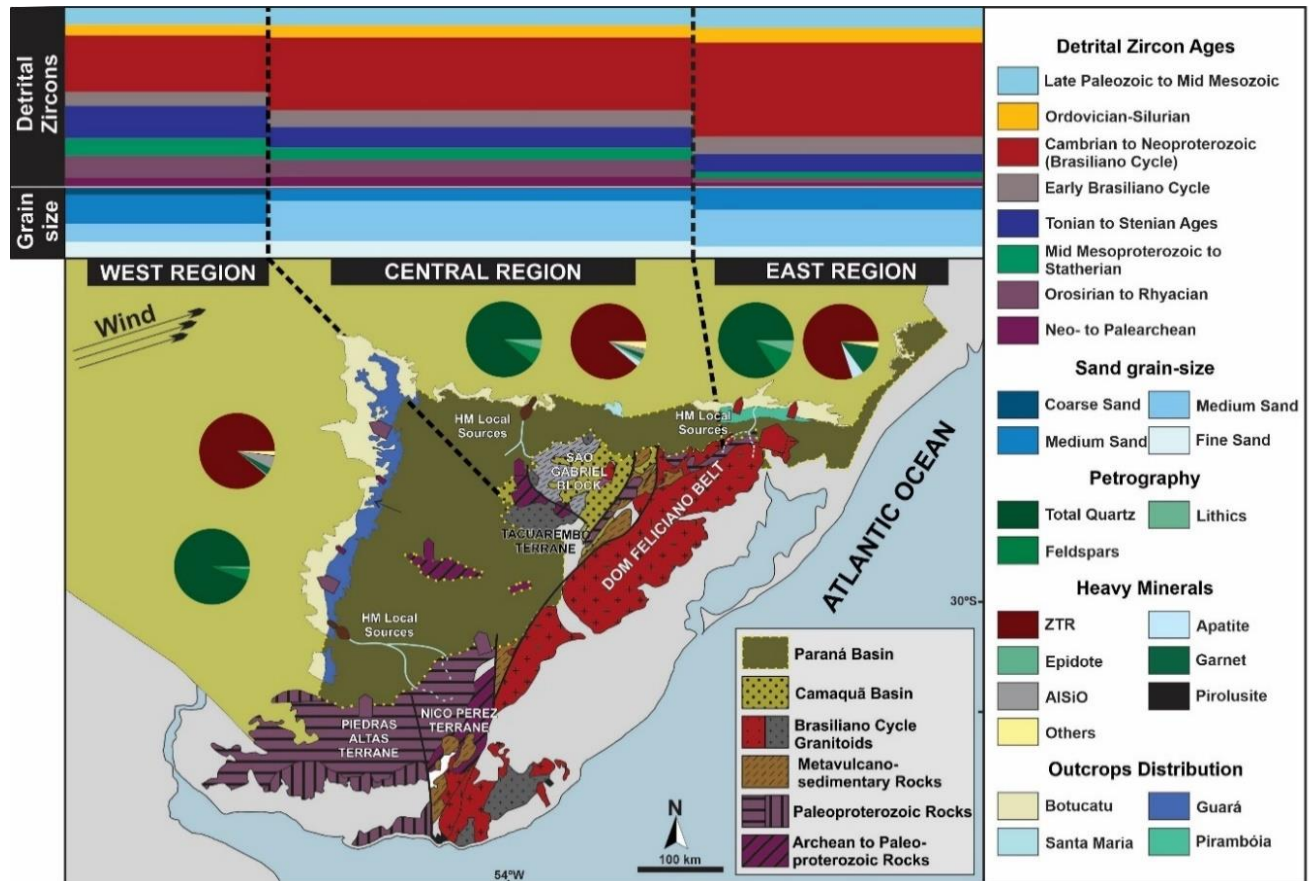 Detrital
Zircons
Grain
size
WEST REGION
CENTRAL REGION
EAST REGION
Wind
HM Local
Sources
HM Local
Sources
SAO
GABRIEL
BLOCK
TACUAREMBO
TERRANE
DOM FELICIANO BELT
ATLANTIC OCEAN
30ºS
HM Local
Sources
PIEDRAS
ALTAS
TERRANE
NICO PEREZ
TERRANE
N
100 km
54ºW
Paraná Basin
Camaquã Basin
Brasiliano Cycle
Granitoids
Metavulcano-
sedimentary Rocks
Paleoproterozoic Rocks
Archean to Paleo-
proterozoic Rocks
Detrital Zircon Ages
Late Paleozoic to Mid Mesozoic
Ordovician-Silurian
Cambrian to Neoproterozoic
(Brasiliano Cycle)
Early Brasiliano Cycle
Tonian to Stenian Ages
Mid Mesoproterozoic to
Statherian
Orosirian to Rhyacian
Neo- to Palearchean
Sand grain-size
Coarse Sand
Medium Sand
Medium Sand
Fine Sand
Petrography
Total Quartz
Lithics
Feldspars
Heavy Minerals
ZTR
Apatite
Epidote
Garnet
AlSiO
Pirolusite
Others
Outcrops Distribution
Botucatu
Guará
Santa Maria
Pirambóia